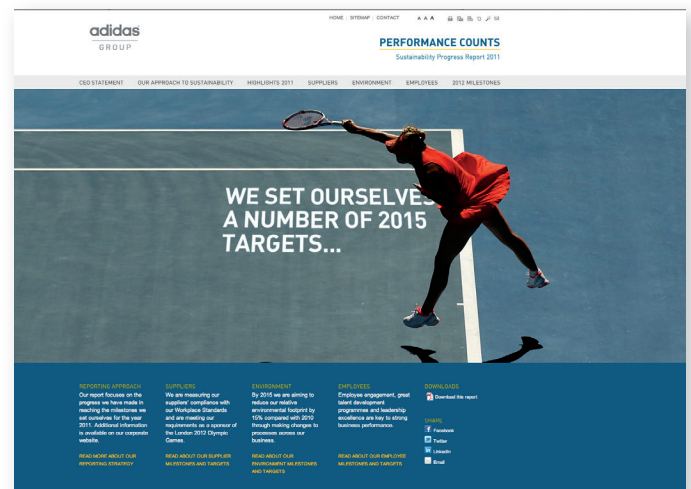 HOME | SITEMAP | CONTACT A A A
adidas
GROUP
PERFORMANCE COUNTS
Sustainability Progress Report 2011
CEO STATEMENT OUR APPROACH TO SUSTAINABILITY HIGHLIGHTS 2011 SUPPLIERS ENVIRONMENT EMPLOYEES 2012 MILESTONES
WE SET OURSELVES
A NUMBER OF 2015
TARGETS...
REPORTING APPROACH
Our report focuses on the
progress we have made in
reaching the milestones we
set ourselves for the year
2011. Additional information
is available on our corporate
website.
READ MORE ABOUT OUR
REPORTING STRATEGY
SUPPLIERS
We are measuring our
suppliers' compliance with
our Workplace Standards
and are meeting our
requirements as a sponsor of
the London 2012 Olympic
Games.
READ ABOUT OUR SUPPLIER
MILESTONES AND TARGETS
ENVIRONMENT
By 2015 we are aiming to
reduce our relative
environmental footprint by
15% compared with 2010
through making changes to
processes across our
business.
READ ABOUT OUR
ENVIRONMENT MILESTONES
AND TARGETS
EMPLOYEES
Employee engagement, great
talent development
programmes and leadership
excellence are key to strong
business performance.
READ ABOUT OUR EMPLOYEE
MILESTONES AND TARGETS
DOWNLOADS
Download this report
SHARE
Facebook
Twitter
LinkedIn
Email